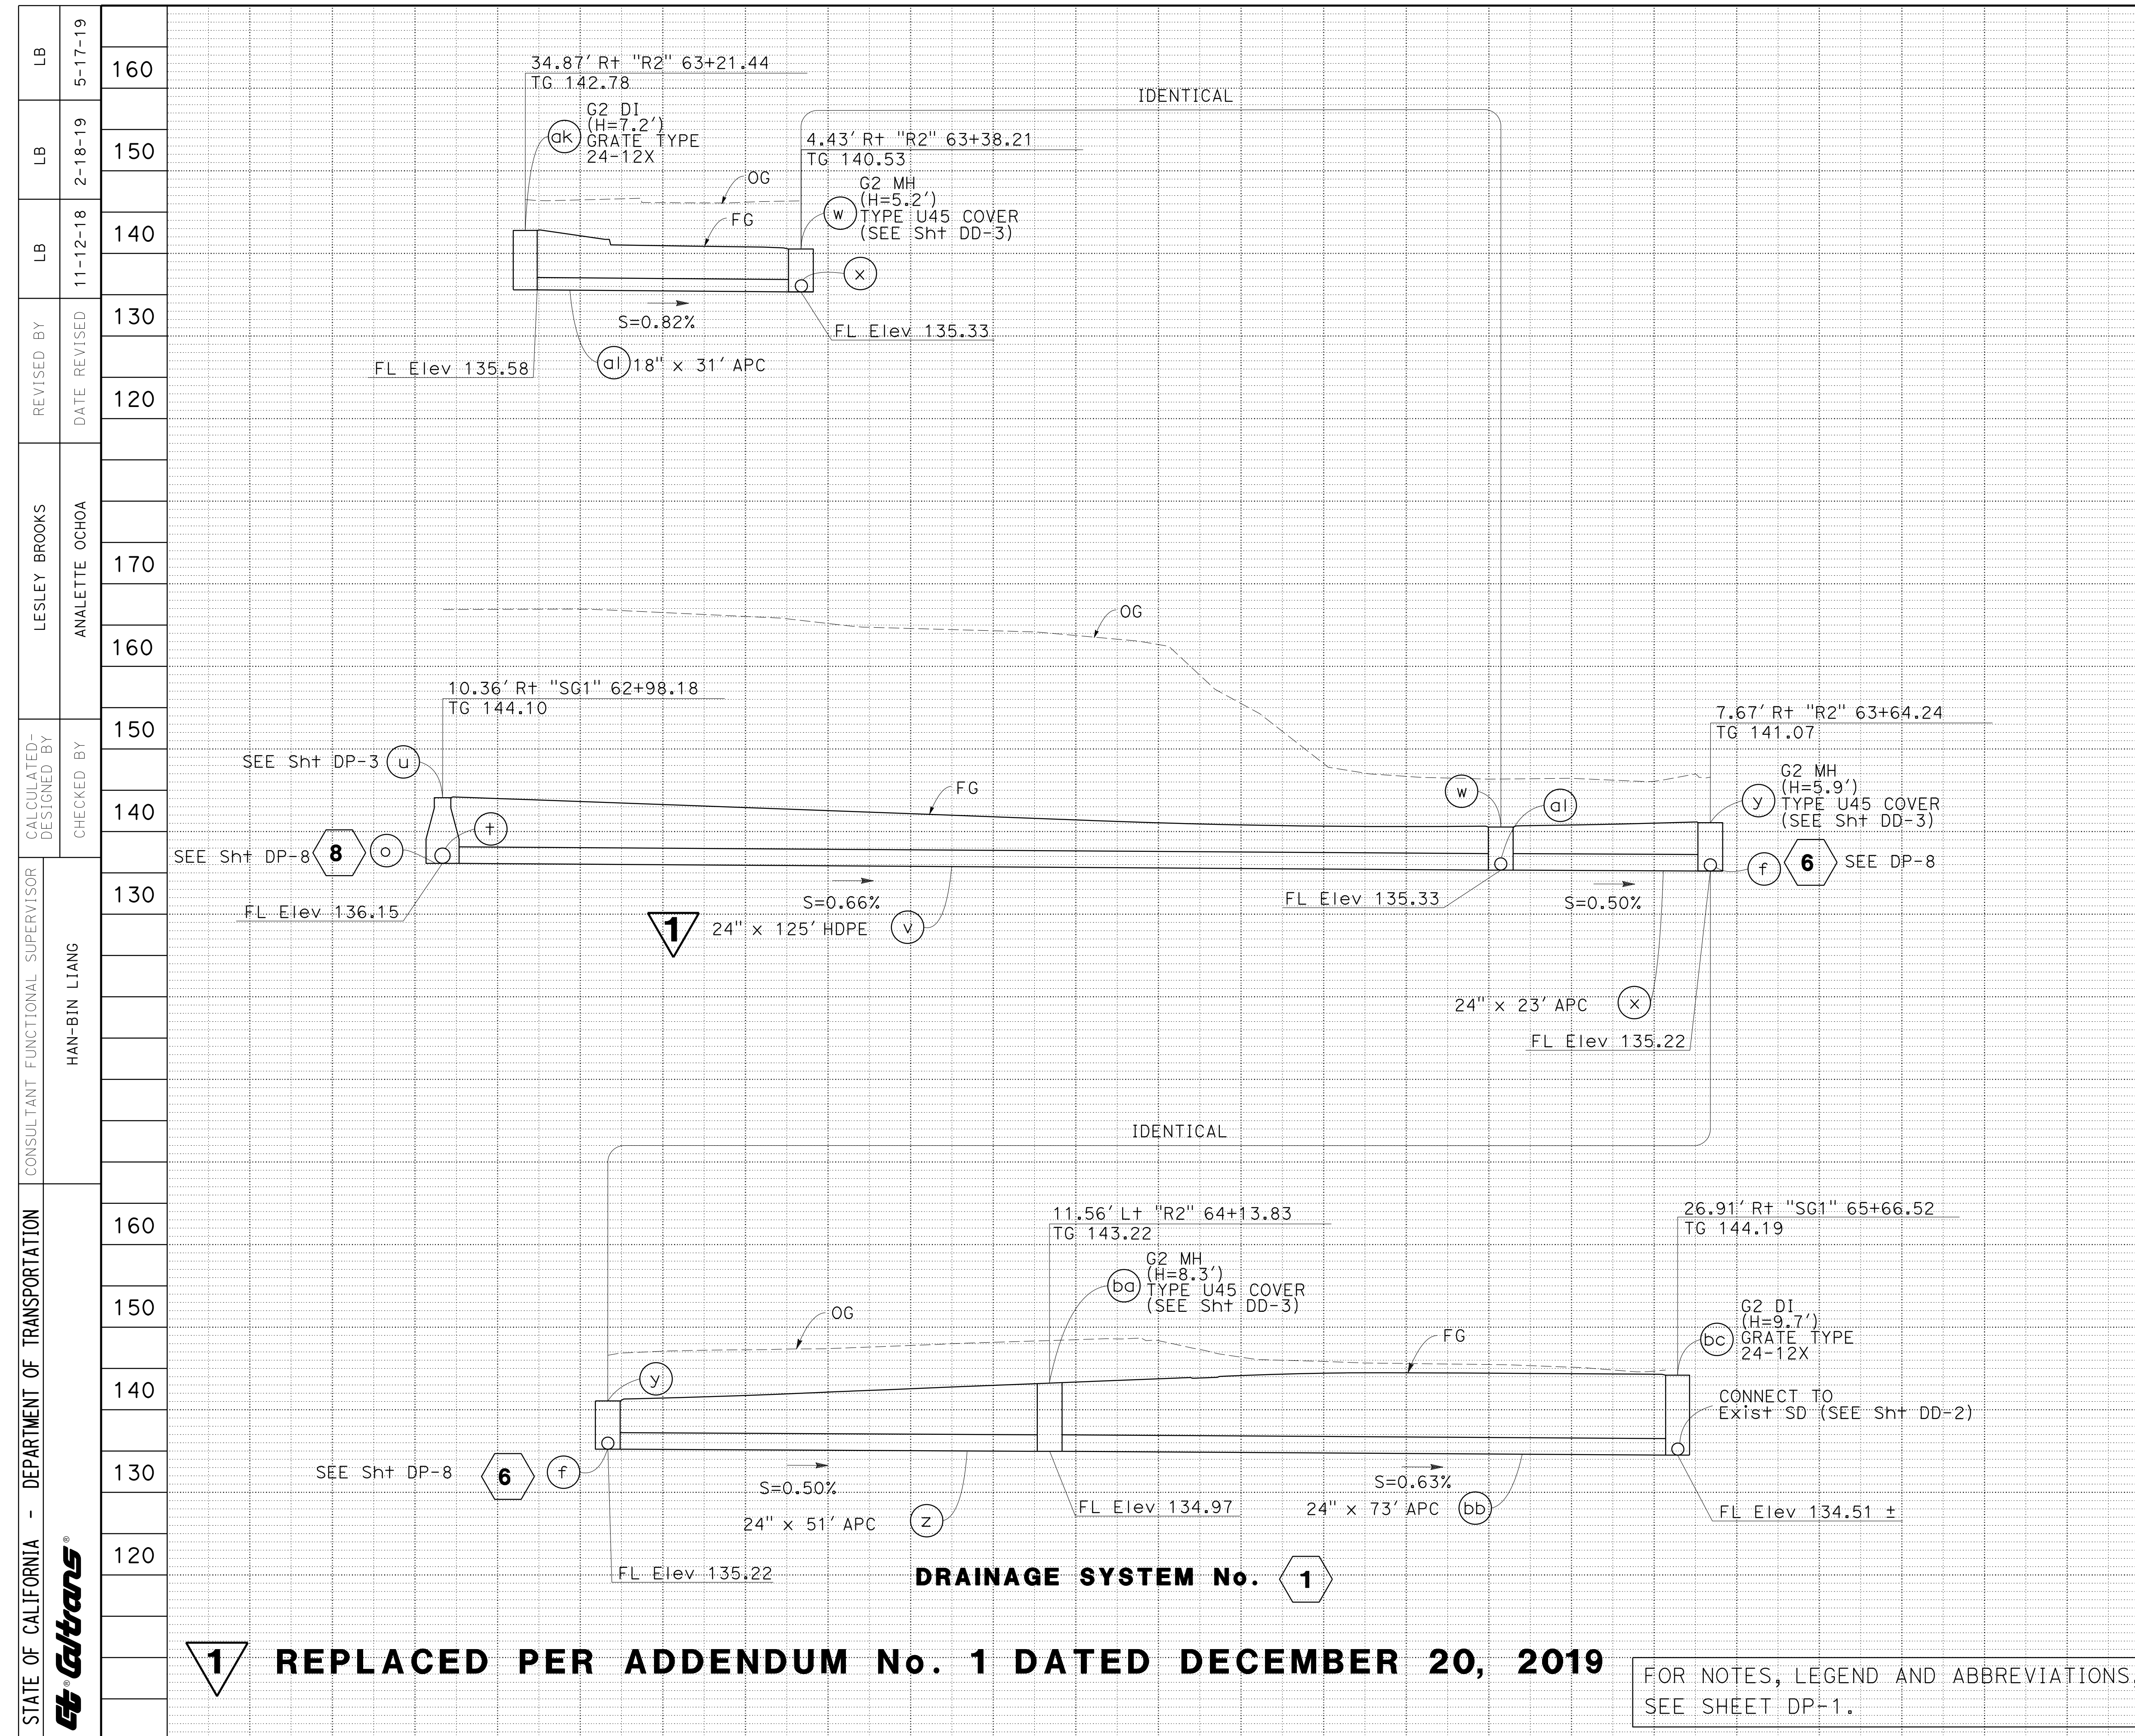 LB
5-17-19
LB
2-18-19
LB
11-12-18
REVISED BY
DATE REVISED
LESLEY BROOKS
ANALETTE OCHOA
CALCULATED-
DESIGNED BY
CHECKED BY
CONSULTANT FUNCTIONAL SUPERVISOR
HAN-BIN LIANG
STATE OF CALIFORNIA - DEPARTMENT OF TRANSPORTATION
Caltrans®
160
150
140
130
120
170
160
150
140
130
160
150
140
130
120
34.87' Rt "R2" 63+21.44
TG 142.78
ak
G2 DI
(H=7.2')
GRATE TYPE
24-12X
IDENTICAL
4.43' Rt "R2" 63+38.21
TG 140.53
OG
FG
w
G2 MH
(H=5.2')
TYPE U45 COVER
(SEE Sht DD-3)
x
S=0.82%
FL Elev 135.33
FL Elev 135.58
al
18" x 31' APC
OG
10.36' Rt "SG1" 62+98.18
TG 144.10
7.67' Rt "R2" 63+64.24
TG 141.07
SEE Sht DP-3
u
FG
w
al
y
G2 MH
(H=5.9')
TYPE U45 COVER
(SEE Sht DD-3)
t
SEE Sht DP-8
8
o
f
6
SEE DP-8
FL Elev 136.15
S=0.66%
FL Elev 135.33
S=0.50%
1
24" x 125' HDPE
v
24" x 23' APC
x
FL Elev 135.22
IDENTICAL
11.56' Lt "R2" 64+13.83
TG 143.22
26.91' Rt "SG1" 65+66.52
TG 144.19
ba
G2 MH
(H=8.3')
TYPE U45 COVER
(SEE Sht DD-3)
OG
FG
bc
G2 DI
(H=9.7')
GRATE TYPE
24-12X
y
CONNECT TO
Exist SD (SEE Sht DD-2)
SEE Sht DP-8
6
f
S=0.50%
24" x 51' APC
z
FL Elev 134.97
S=0.63%
24" x 73' APC
bb
FL Elev 134.51 ±
FL Elev 135.22
DRAINAGE SYSTEM No. 1
1 REPLACED PER ADDENDUM No. 1 DATED DECEMBER 20, 2019
FOR NOTES, LEGEND AND ABBREVIATIONS,
SEE SHEET DP-1.